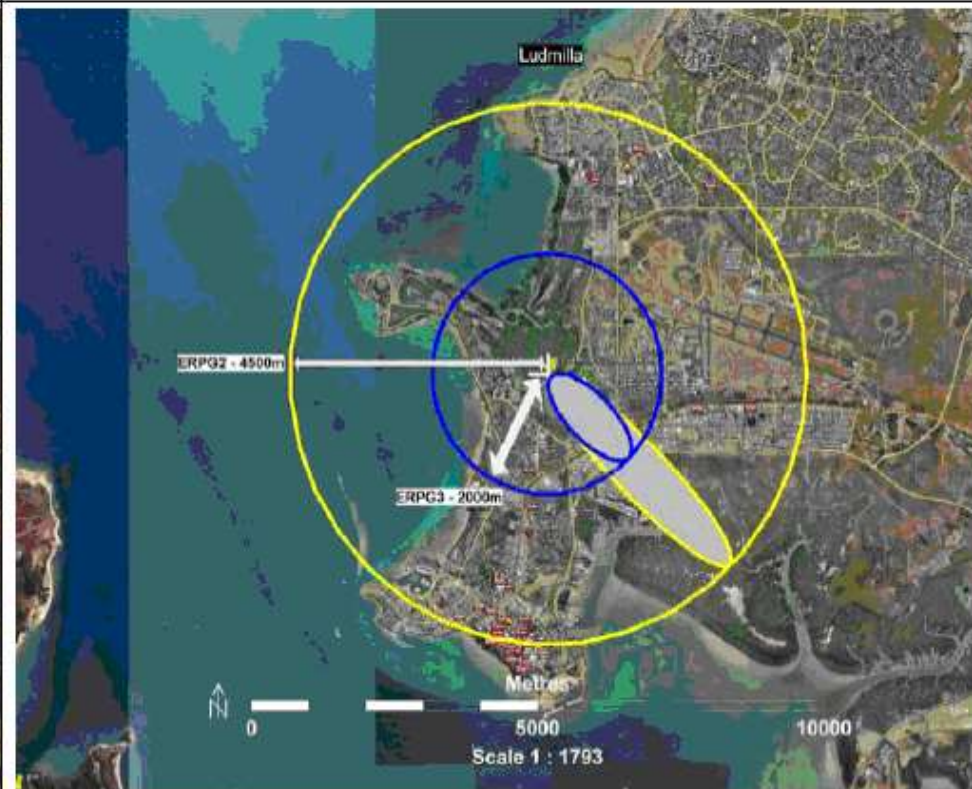 Ludmilla
ERPG2 - 4500m
ERPG3 - 2000m
Metres
N
0 5000 10000
Scale 1 : 1793